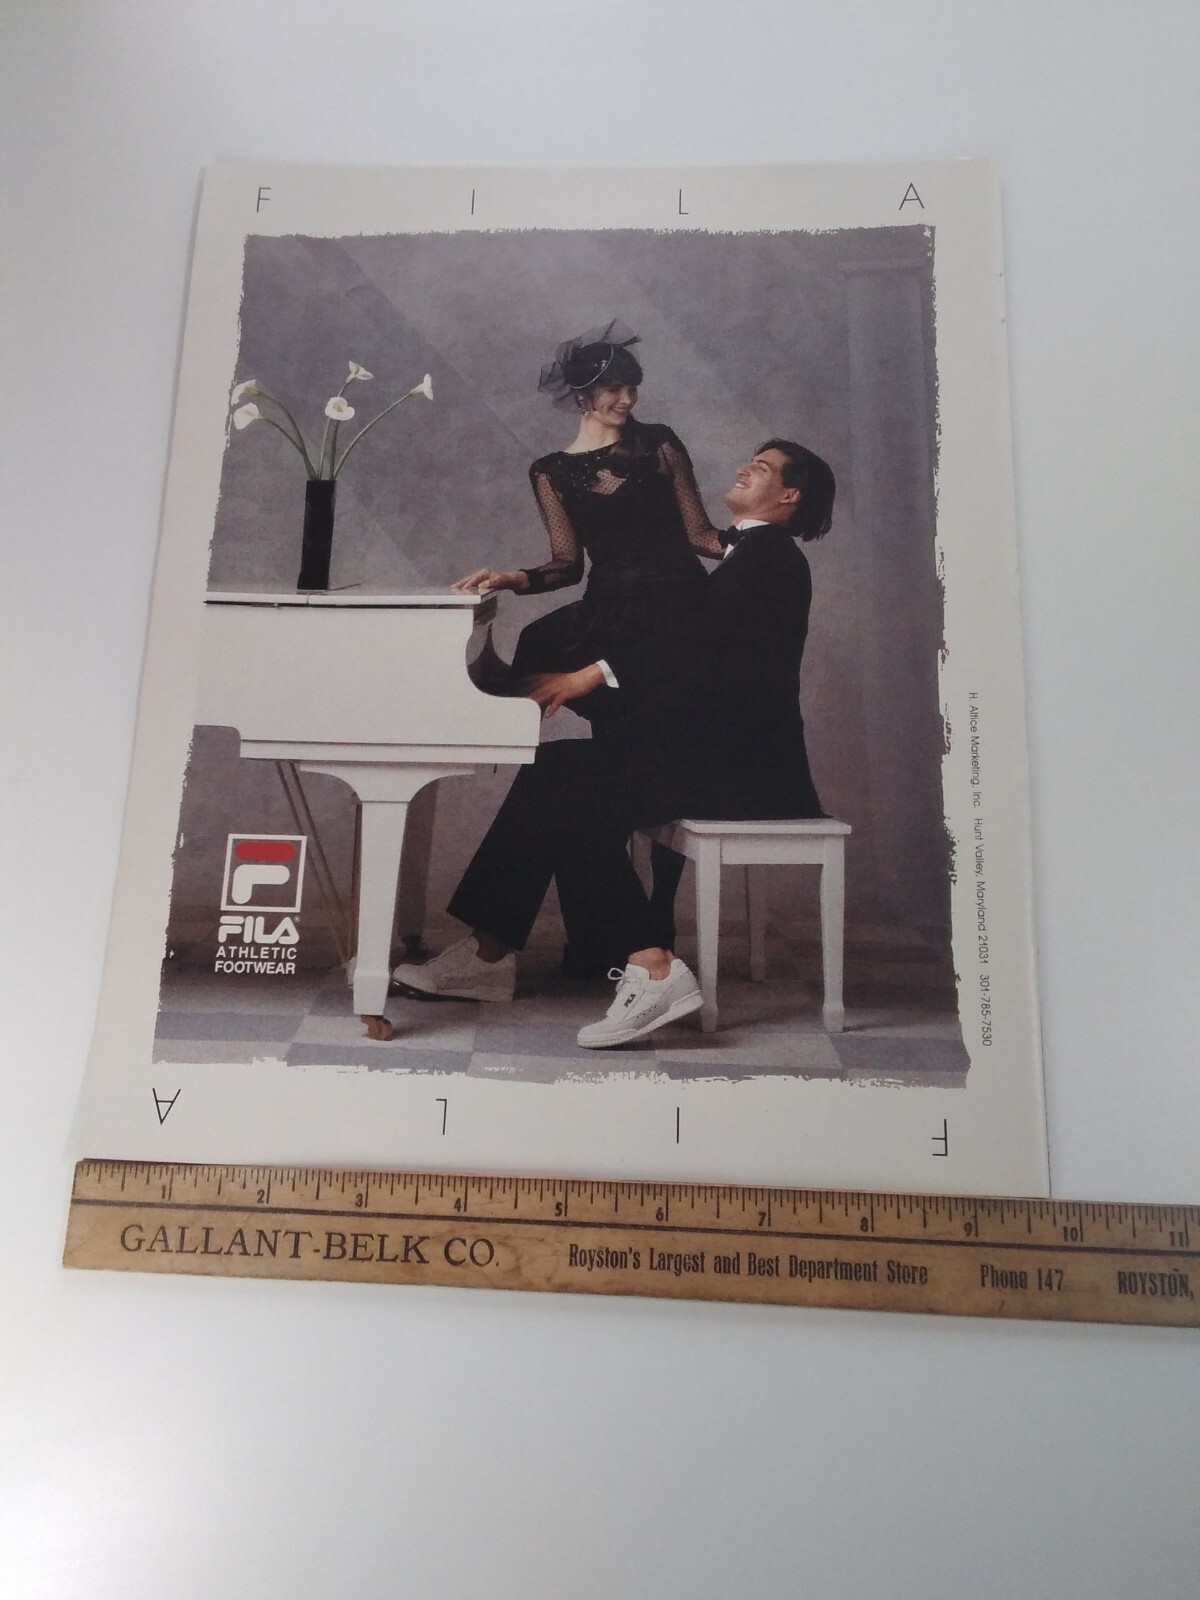 F I L A
H. Altice Marketing, Inc. Hunt Valley, Maryland 21031 301-785-7530
F
FILA®
ATHLETIC
FOOTWEAR
FILA
F I L A
1 2 3 4 5 6 7 8 9 10 11
GALLANT-BELK CO. Royston's Largest and Best Department Store Phone 147 ROYSTON,